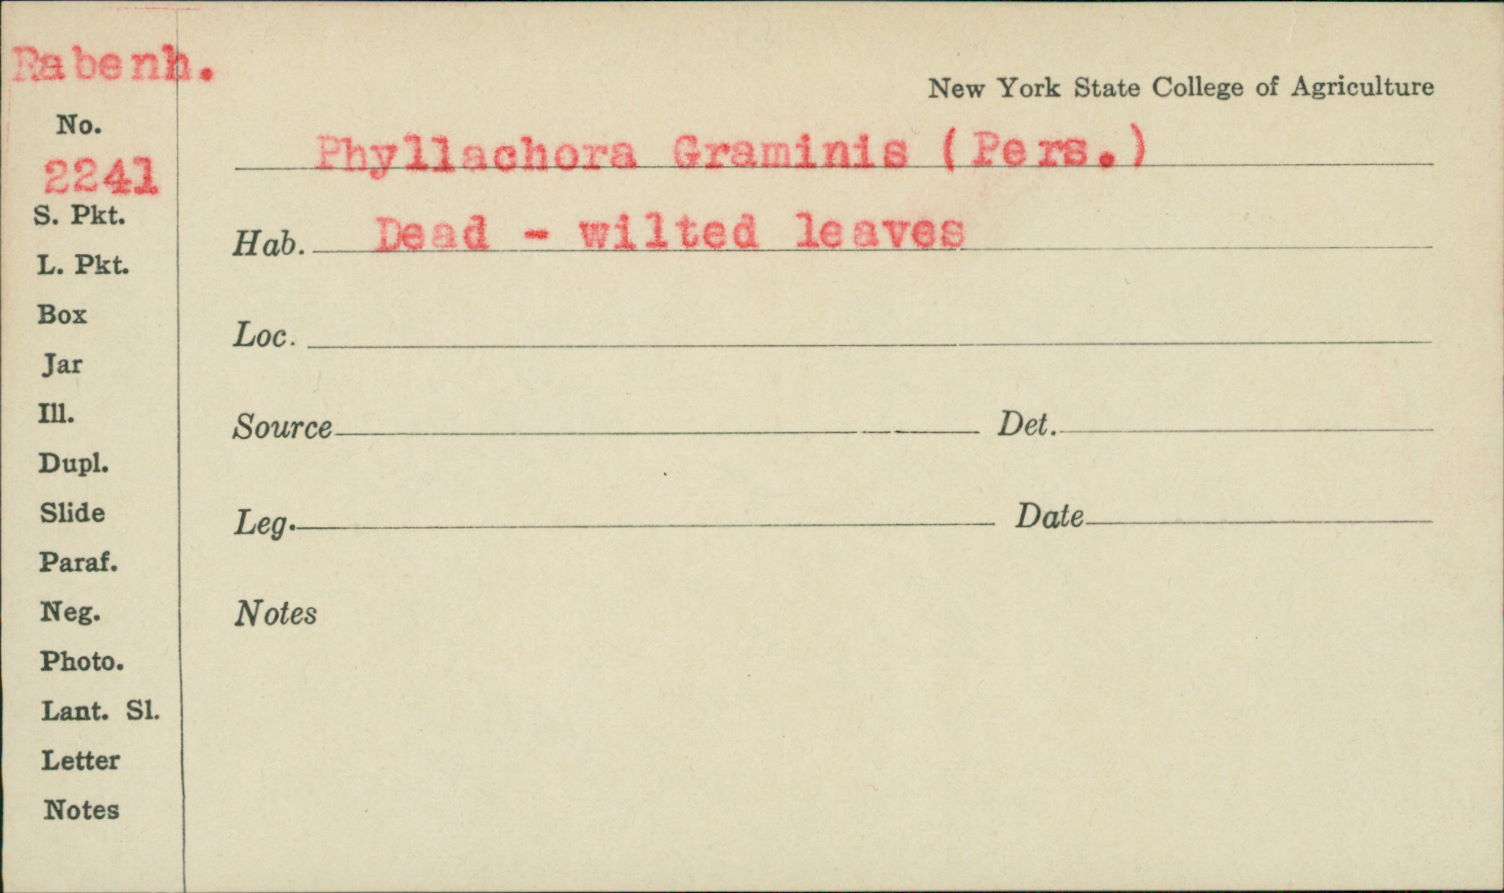 Rabenh.
New York State College of Agriculture
No.
2241
Phyllachora Graminis (Pers.)
S. Pkt.
Hab. Dead - wilted leaves
L. Pkt.
Box
Loc.
Jar
Ill.
Source Det.
Dupl.
Slide
Leg. Date
Paraf.
Neg.
Notes
Photo.
Lant. Sl.
Letter
Notes